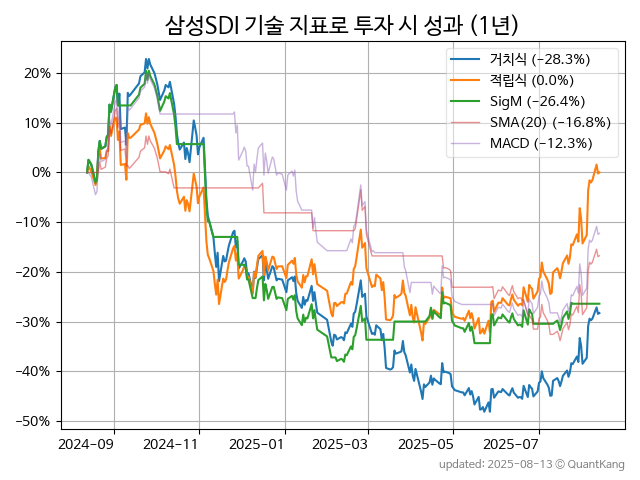 삼성SDI 기술 지표로 투자 시 성과 (1년)
거치식 (−28.3%)
적립식 (0.0%)
SigM (−26.4%)
SMA(20) (−16.8%)
MACD (−12.3%)
20%
10%
0%
−10%
−20%
−30%
−40%
−50%
2024-09 2024-11 2025-01 2025-03 2025-05 2025-07
updated: 2025-08-13 © QuantKang